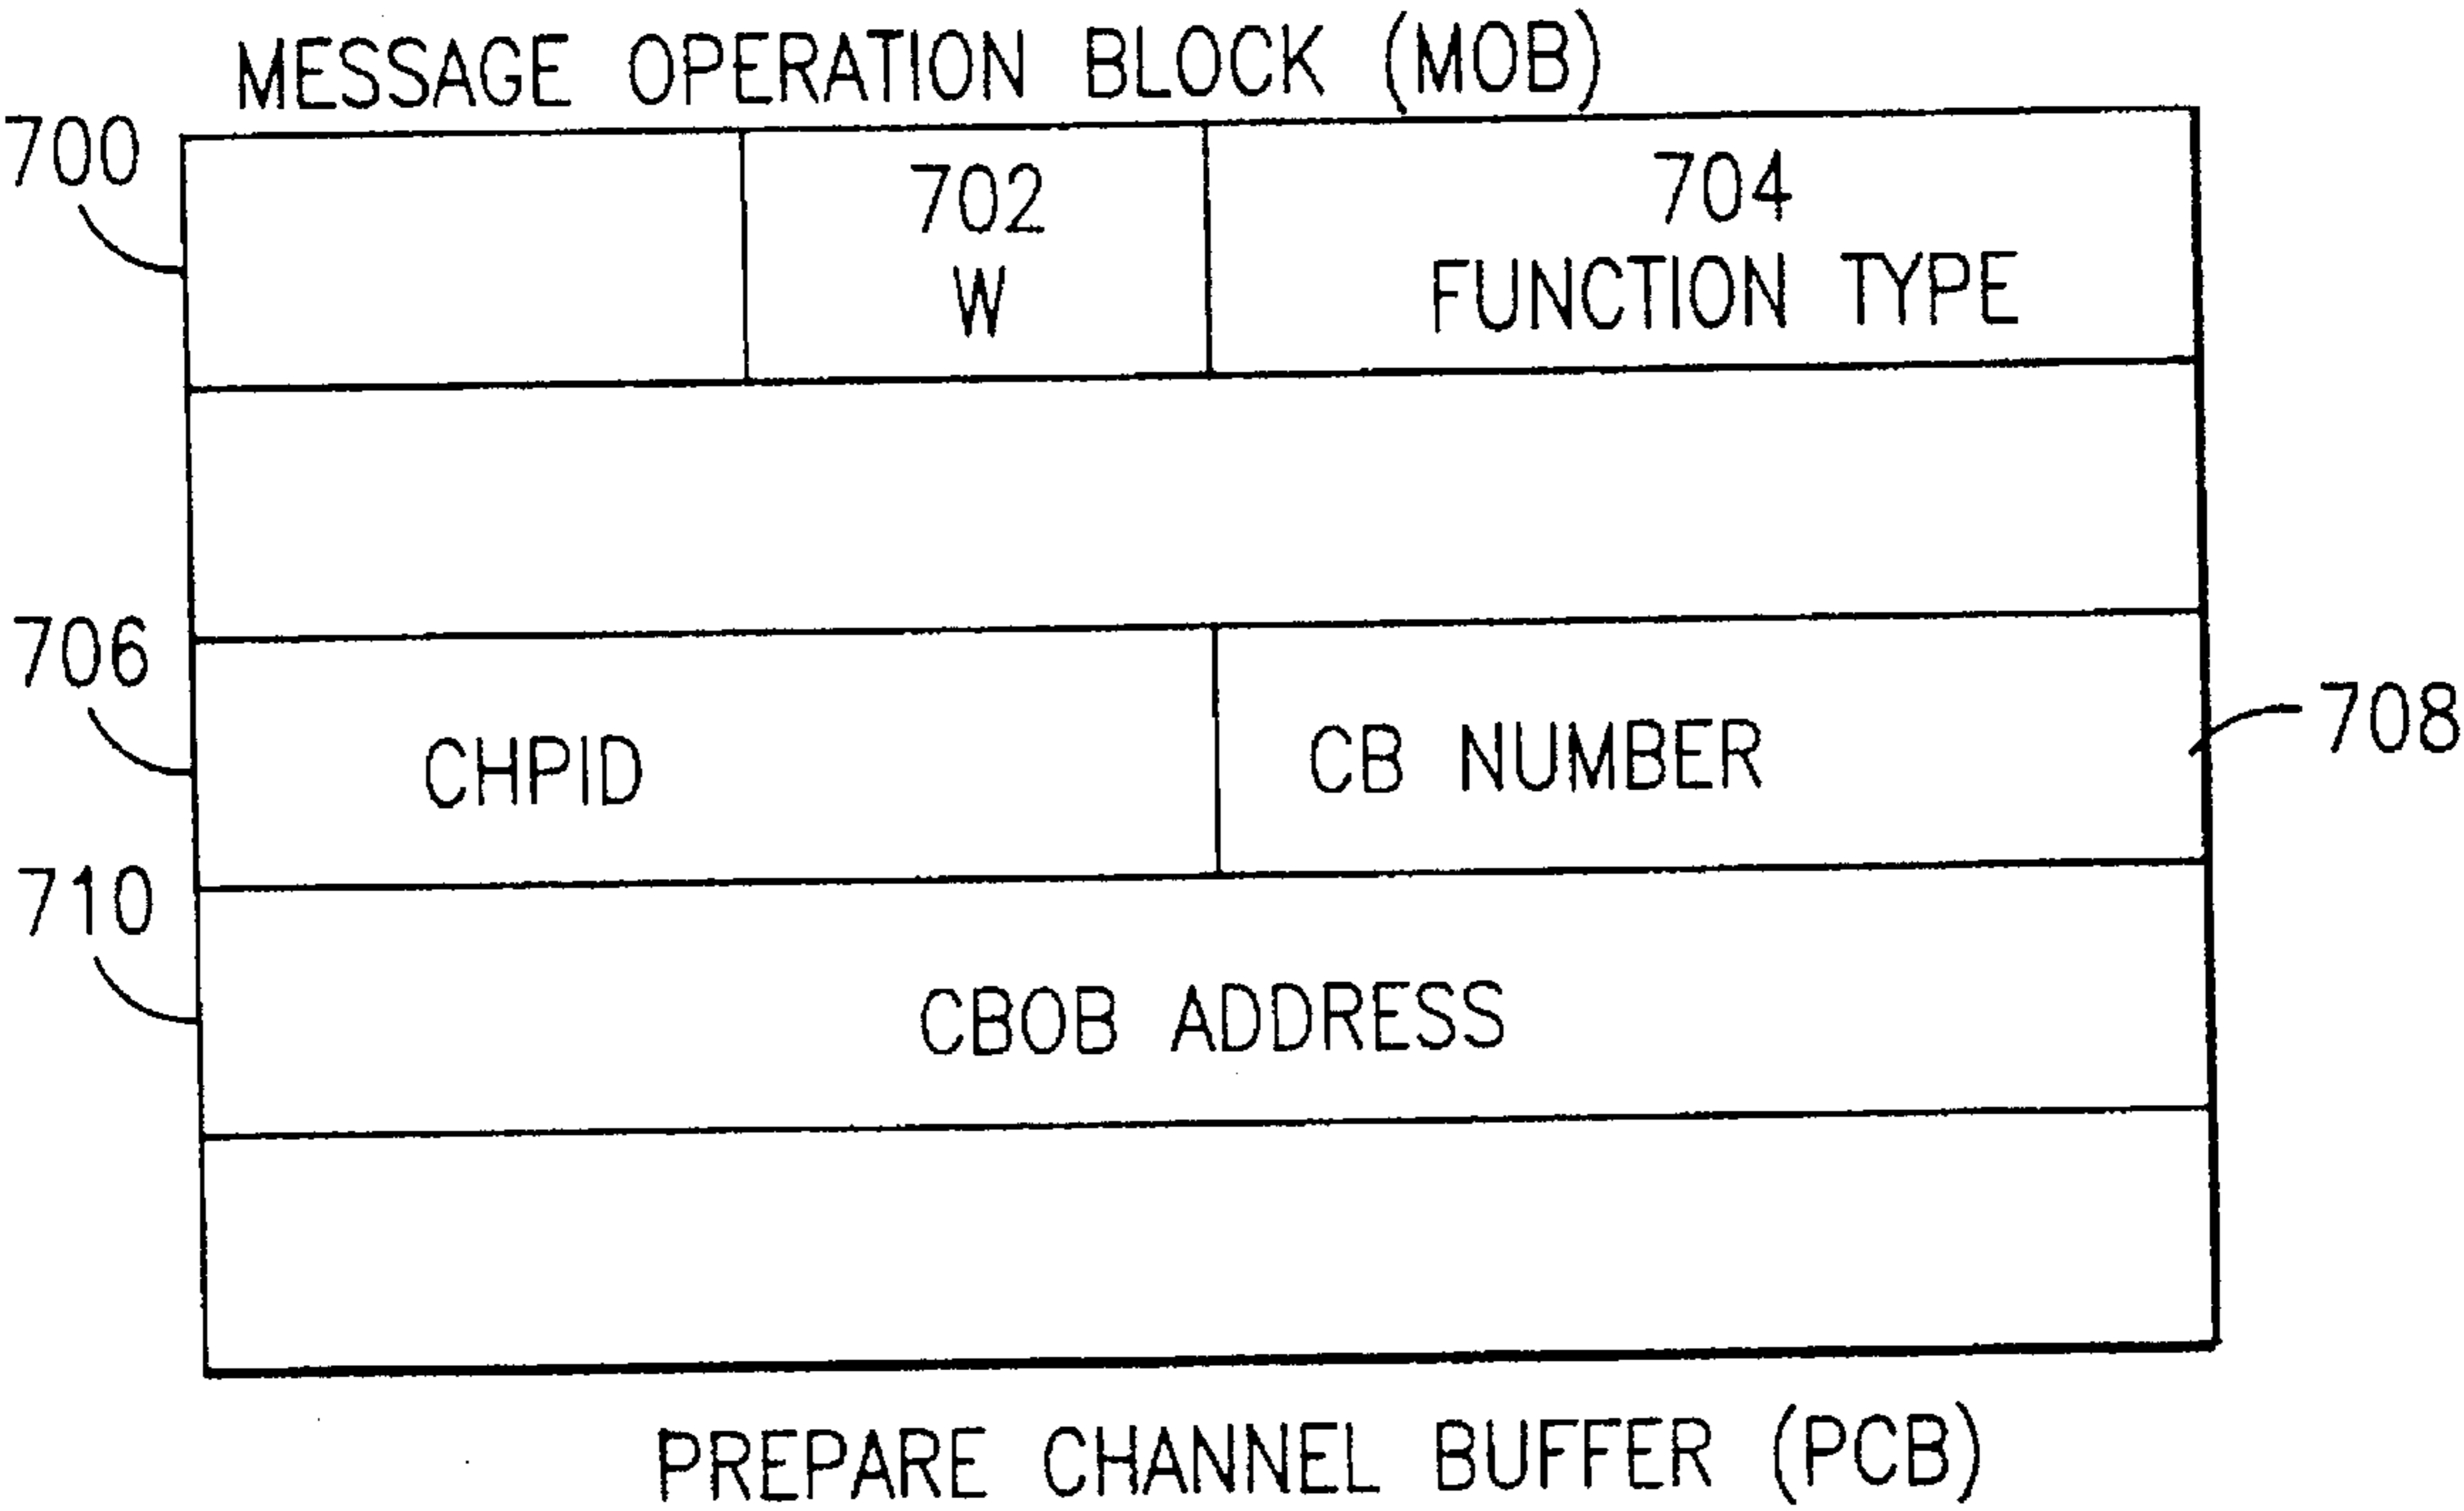 MESSAGE OPERATION BLOCK (MOB)
700
702
W
704
FUNCTION TYPE
706
CHPID
CB NUMBER
708
710
CBOB ADDRESS
PREPARE CHANNEL BUFFER (PCB)